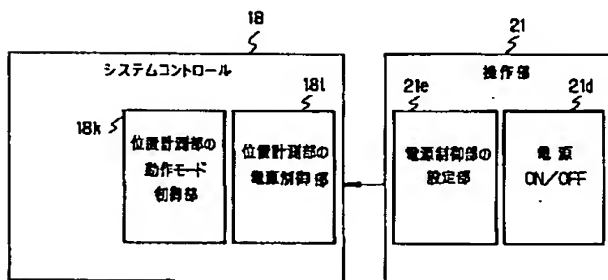 18
システムコントロール
18k
位置計測部の
動作モード
制御部
18l
位置計測部の
電源制御部
21
操作部
21e
電源制御部の
設定部
21d
電源
ON/OFF